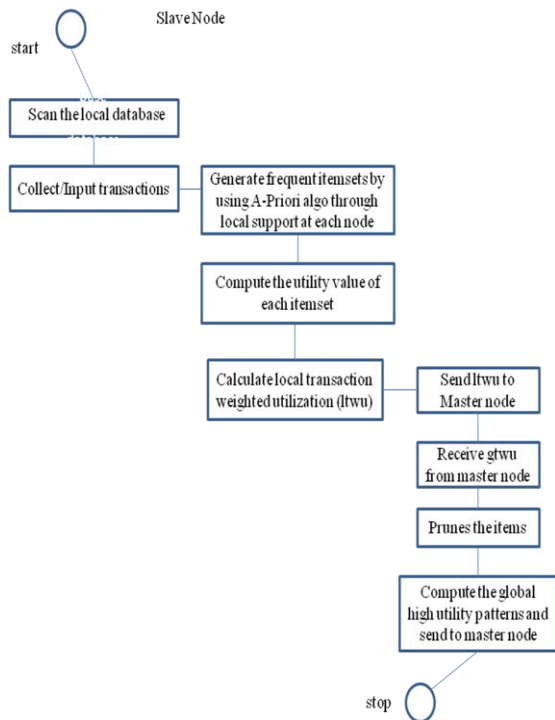 Slave Node
start
Scan the local database
Collect/Input transactions
Generate frequent itemsets by
using A-Priori algo through
local support at each node
Compute the utility value of
each itemset
Calculate local transaction
weighted utilization (ltwu)
Send ltwu to
Master node
Receive gtwu
from master node
Prunes the items
Compute the global
high utility patterns and
send to master node
stop